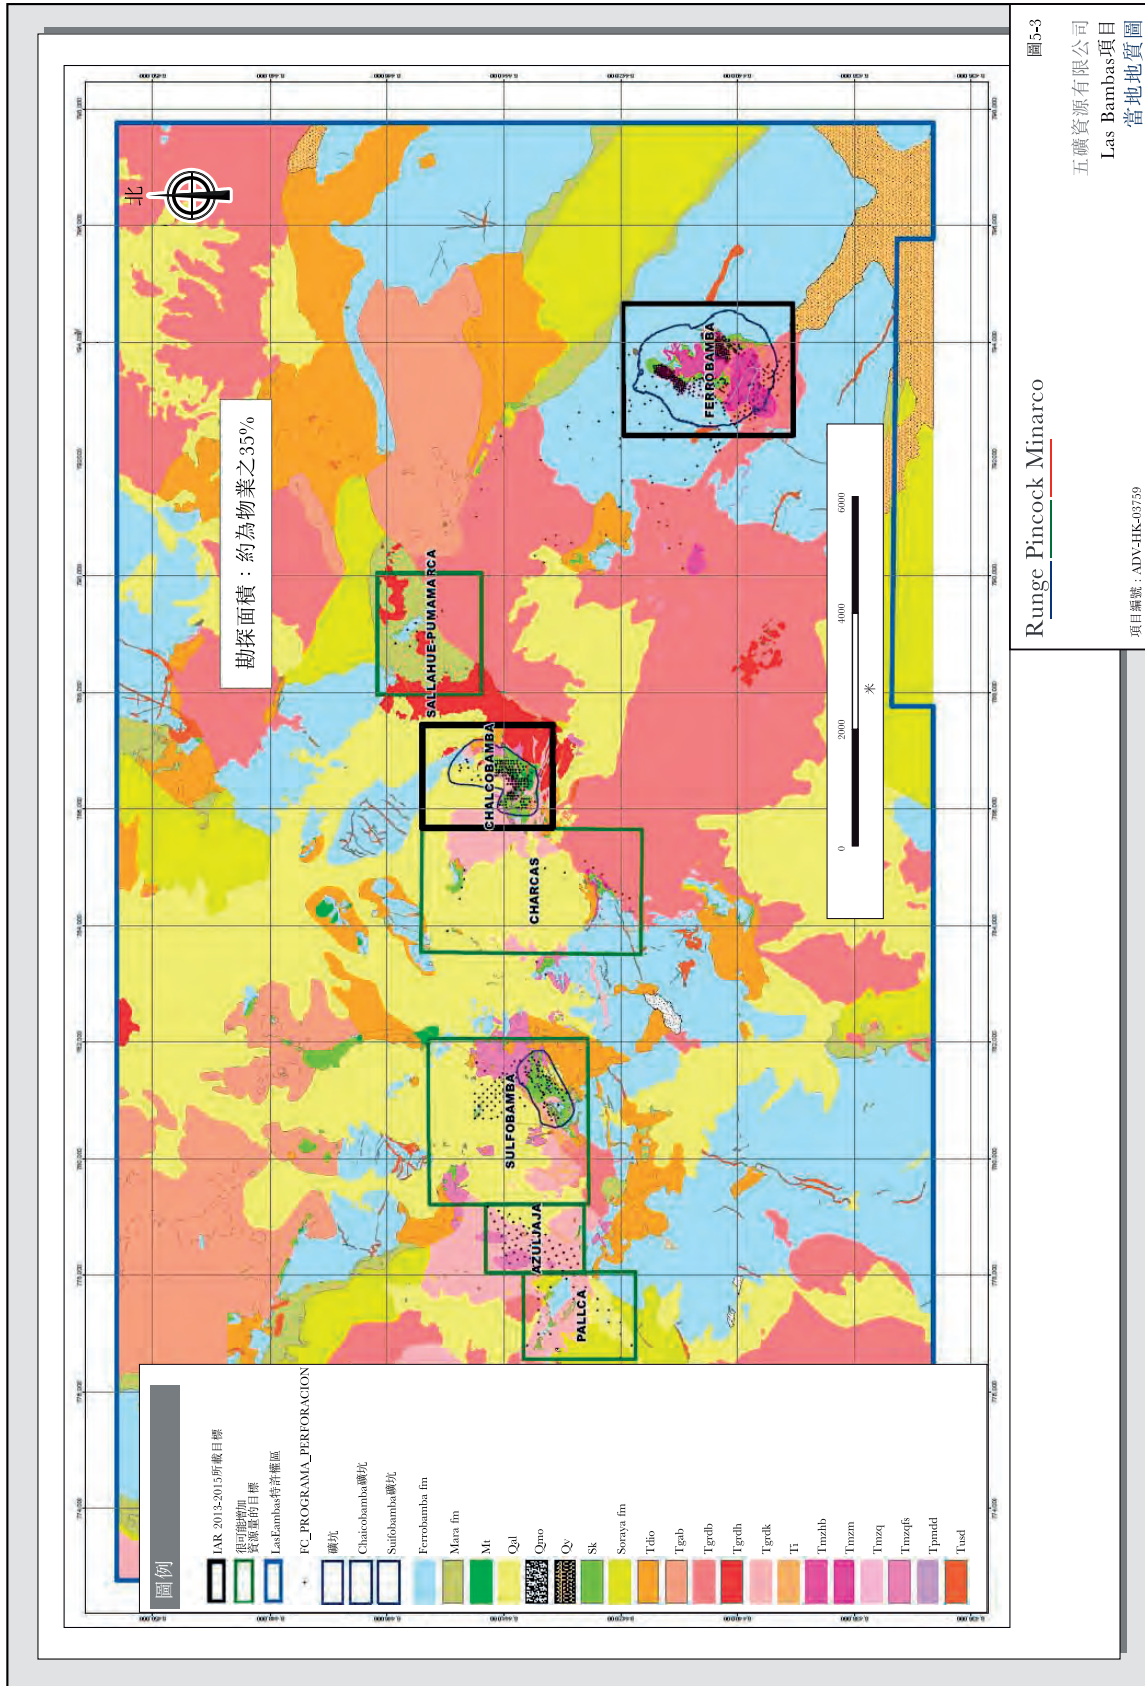 圖5-3
五礦資源有限公司
Las Bambas項目
當地地質圖
Runge Pincock Minarco
項目編號：ADV-HK-03759
北
勘探面積：約為物業之35%
FERROBAMBA
SALLAHUE-PUMAMARCA
CHALCOBAMBA
CHARCAS
SULFOBAMBA
AZULJAJA
PALLCA
0 2000 4000 6000
米
圖例
IAR 2013-2015所載目標
很可能增加
資源量的目標
LasEambas特許權區
FC_PROGRAMA_PERFORACION
礦坑
Chaicobamba礦坑
Suifobamba礦坑
Ferrobamba fm
Mara fm
Mt
Qal
Qmo
Qy
Sk
Soraya fm
Tdio
Tgab
Tgrdb
Tgrdh
Tgrdk
Ti
Tmzhb
Tmzm
Tmzq
Tmzqfs
Tpmdd
Tusd